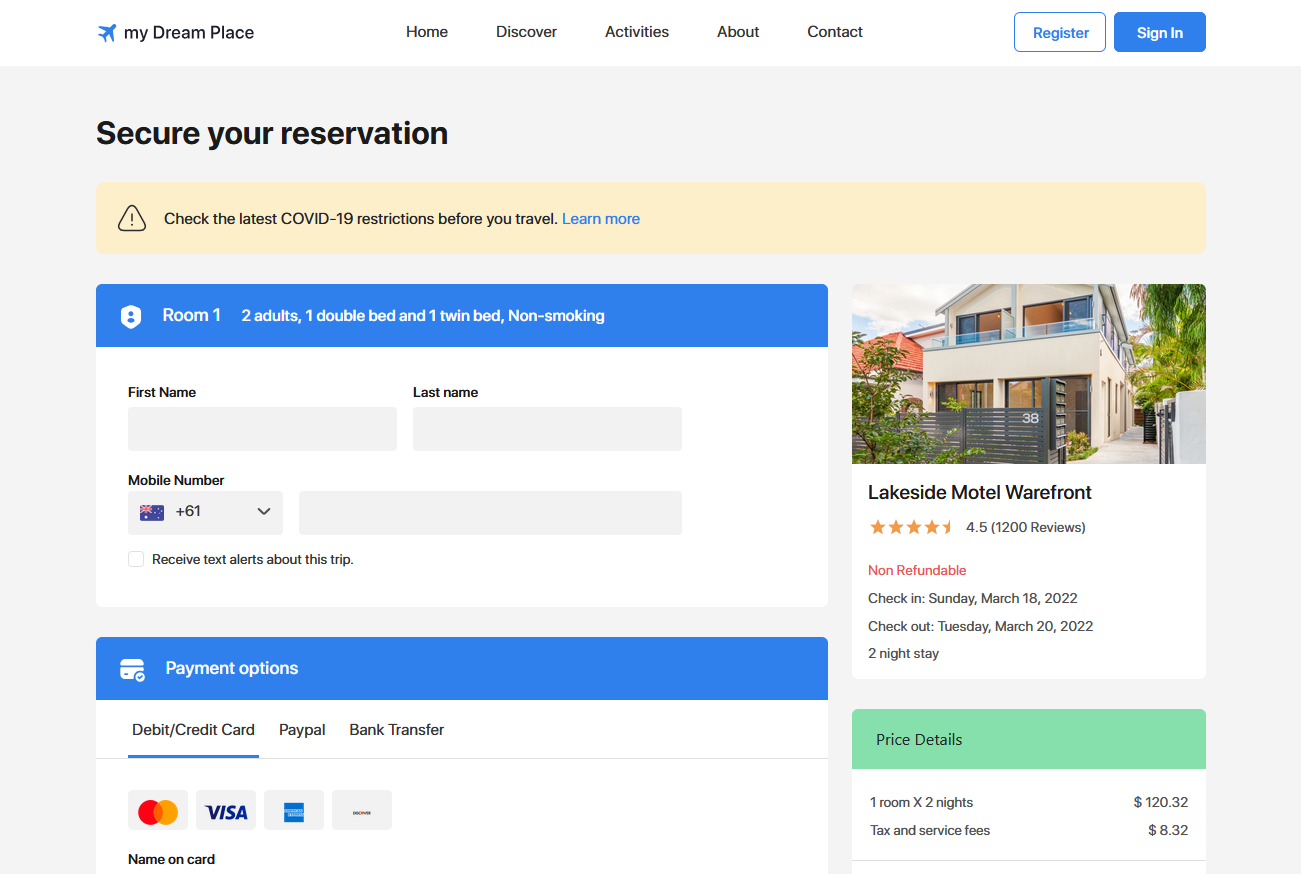 my Dream Place
Home
Discover
Activities
About
Contact
Register
Sign In
Secure your reservation
Check the latest COVID-19 restrictions before you travel. Learn more
Room 1
2 adults, 1 double bed and 1 twin bed, Non-smoking
First Name
Last name
Mobile Number
+61
Receive text alerts about this trip.
Payment options
Debit/Credit Card
Paypal
Bank Transfer
VISA
AMERICAN EXPRESS
DISCOVER
Name on card
38
Lakeside Motel Warefront
4.5 (1200 Reviews)
Non Refundable
Check in: Sunday, March 18, 2022
Check out: Tuesday, March 20, 2022
2 night stay
Price Details
1 room X 2 nights
$ 120.32
Tax and service fees
$ 8.32